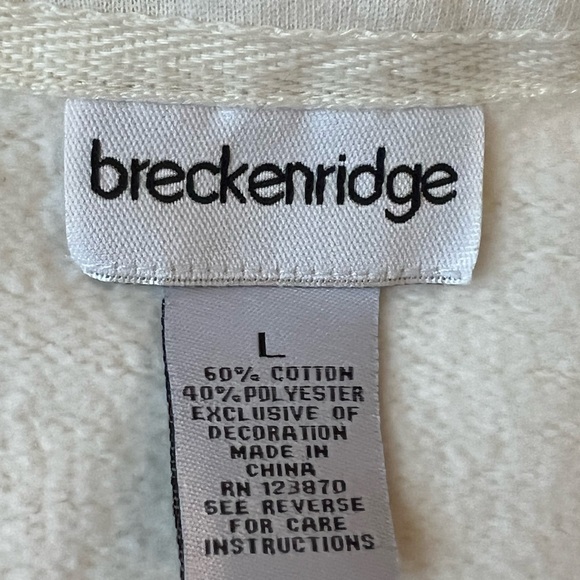 breckenridge
L
60% COTTON
40% POLYESTER
EXCLUSIVE OF
DECORATION
MADE IN
CHINA
RN 123870
SEE REVERSE
FOR CARE
INSTRUCTIONS